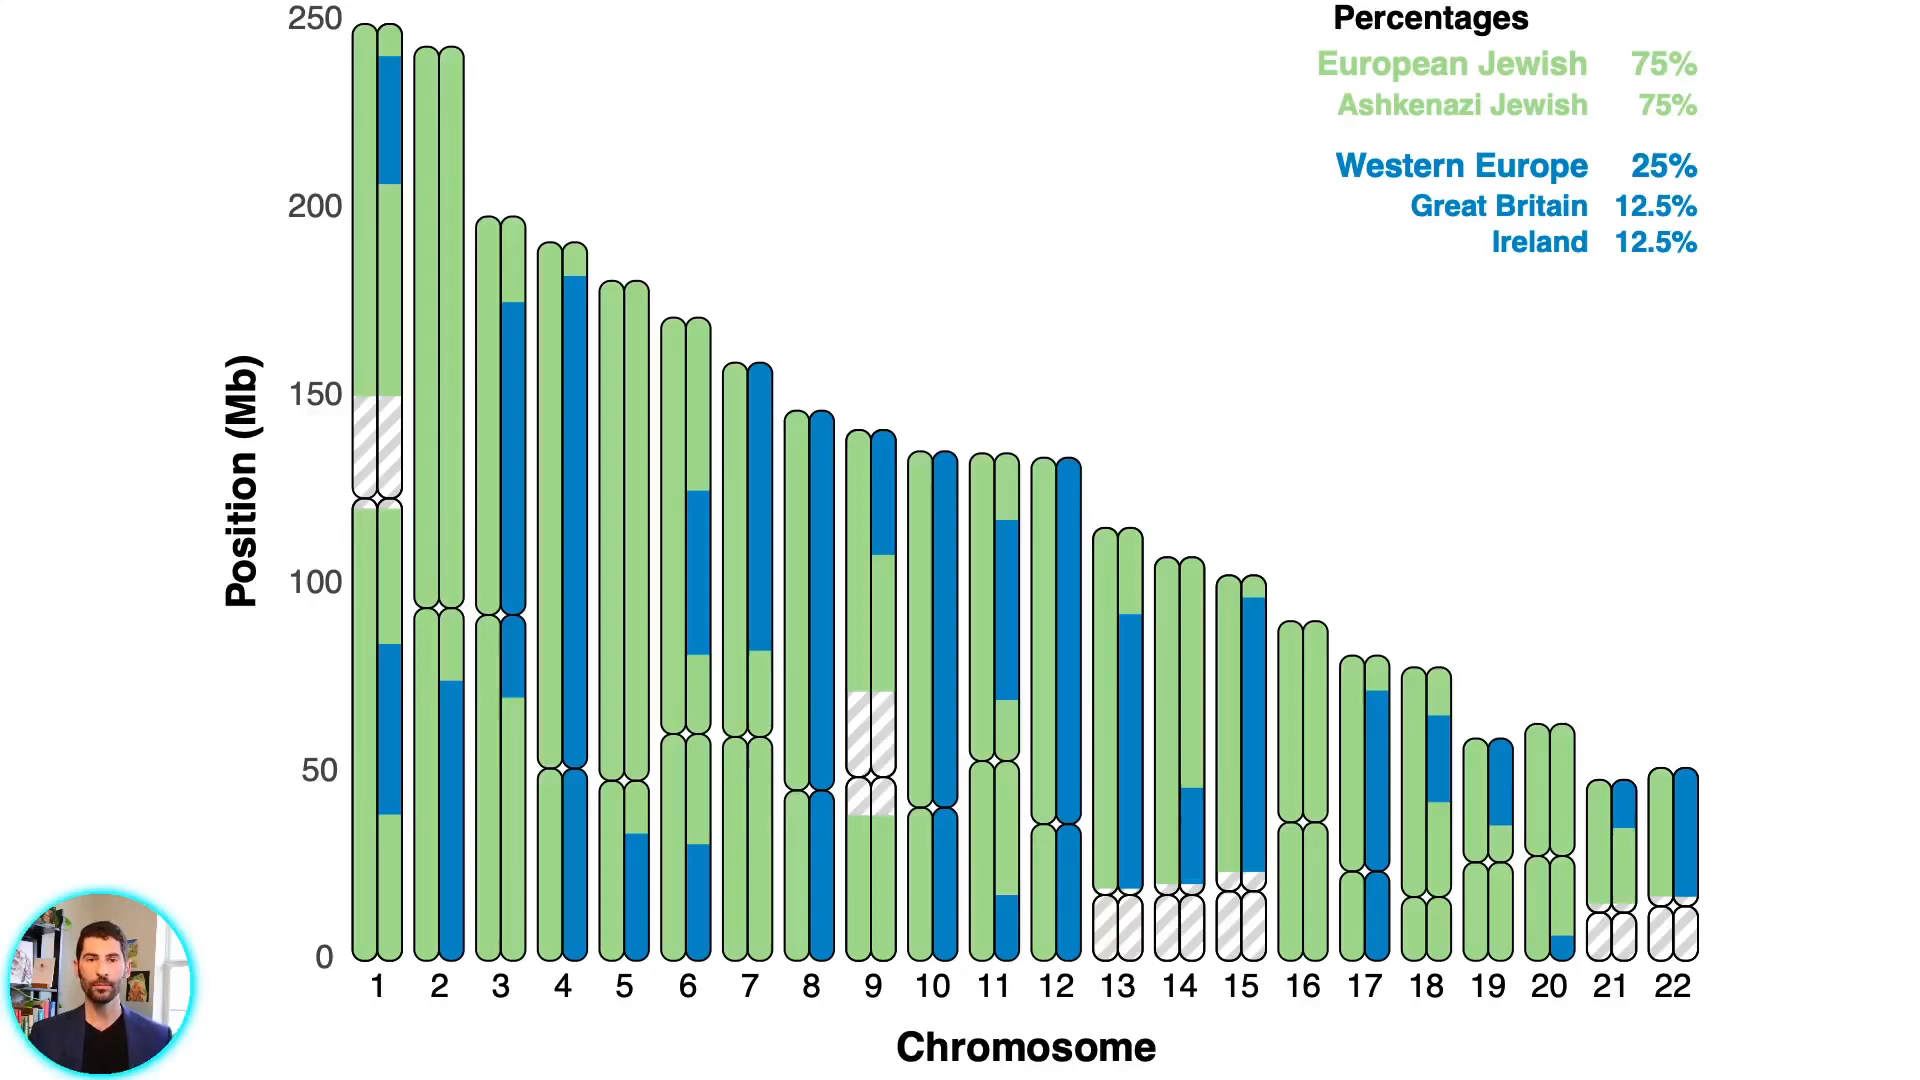 Percentages
European Jewish 75%
Ashkenazi Jewish 75%
Western Europe 25%
Great Britain 12.5%
Ireland 12.5%
250
200
150
100
50
0
Position (Mb)
1 2 3 4 5 6 7 8 9 10 11 12 13 14 15 16 17 18 19 20 21 22
Chromosome